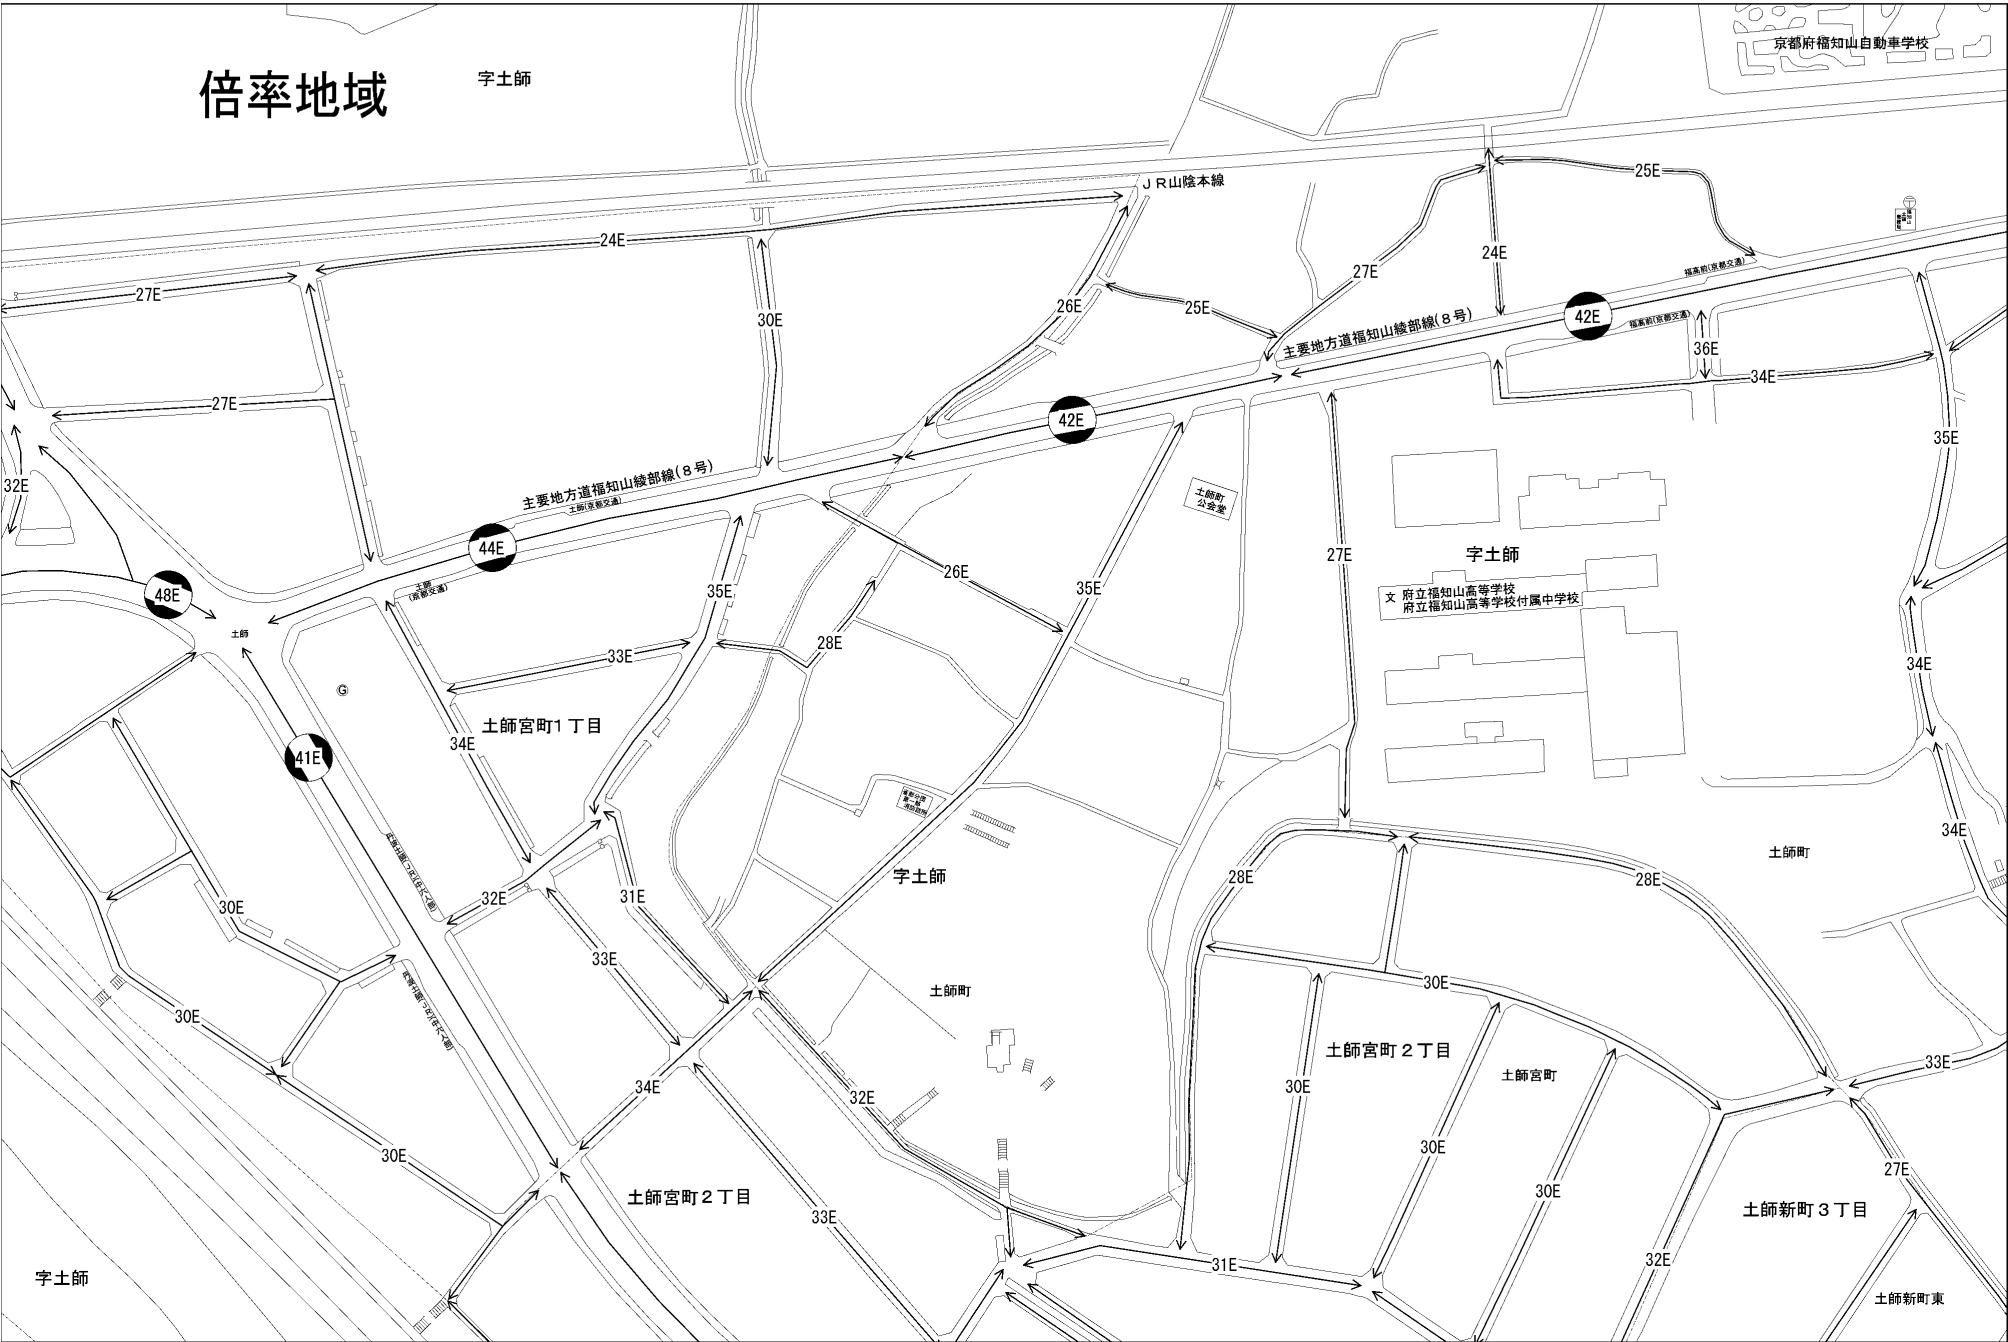 京都府福知山自動車学校
倍率地域
字土師
ＪＲ山陰本線
25E
24E
24E
27E
27E
26E
25E
30E
福高前(京都交通)
42E
福高前(京都交通)
主要地方道福知山綾部線(８号)
36E
34E
27E
42E
35E
32E
主要地方道福知山綾部線(８号)
土師(京都交通)
土師町
公会堂
44E
27E
字土師
26E
35E
35E
48E
土師
(京都交通)
文 府立福知山高等学校
府立福知山高等学校付属中学校
土師
28E
33E
34E
G
土師宮町1丁目
34E
41E
34E
土師町
28E
28E
字土師
31E
32E
30E
33E
30E
土師町
30E
土師宮町２丁目
土師宮町
33E
30E
34E
32E
30E
30E
27E
30E
土師宮町２丁目
33E
土師新町３丁目
32E
31E
字土師
土師新町東